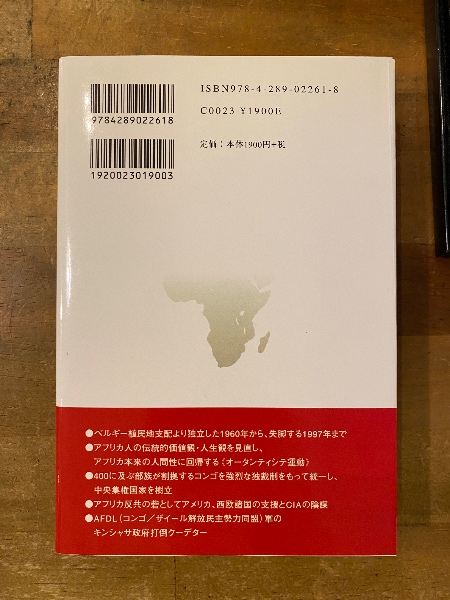 ISBN978-4-289-02261-8
C0023 ¥1900E
定価：本体1900円+税
9784289022618
1920023019003
●ベルギー植民地支配より独立した1960年から、失脚する1997年まで
●アフリカ人の伝統的価値観・人生観を見直し、
アフリカ本来の人間性に回帰する《オータンティシテ運動》
●400に及ぶ部族が割拠するコンゴを強烈な独裁制をもって統一し、
中央集権国家を樹立
●アフリカ反共の砦としてアメリカ、西欧諸国の支援とCIAの陰謀
●AFDL（コンゴ／ザイール解放民主勢力同盟）軍の
キンシャサ政府打倒クーデター